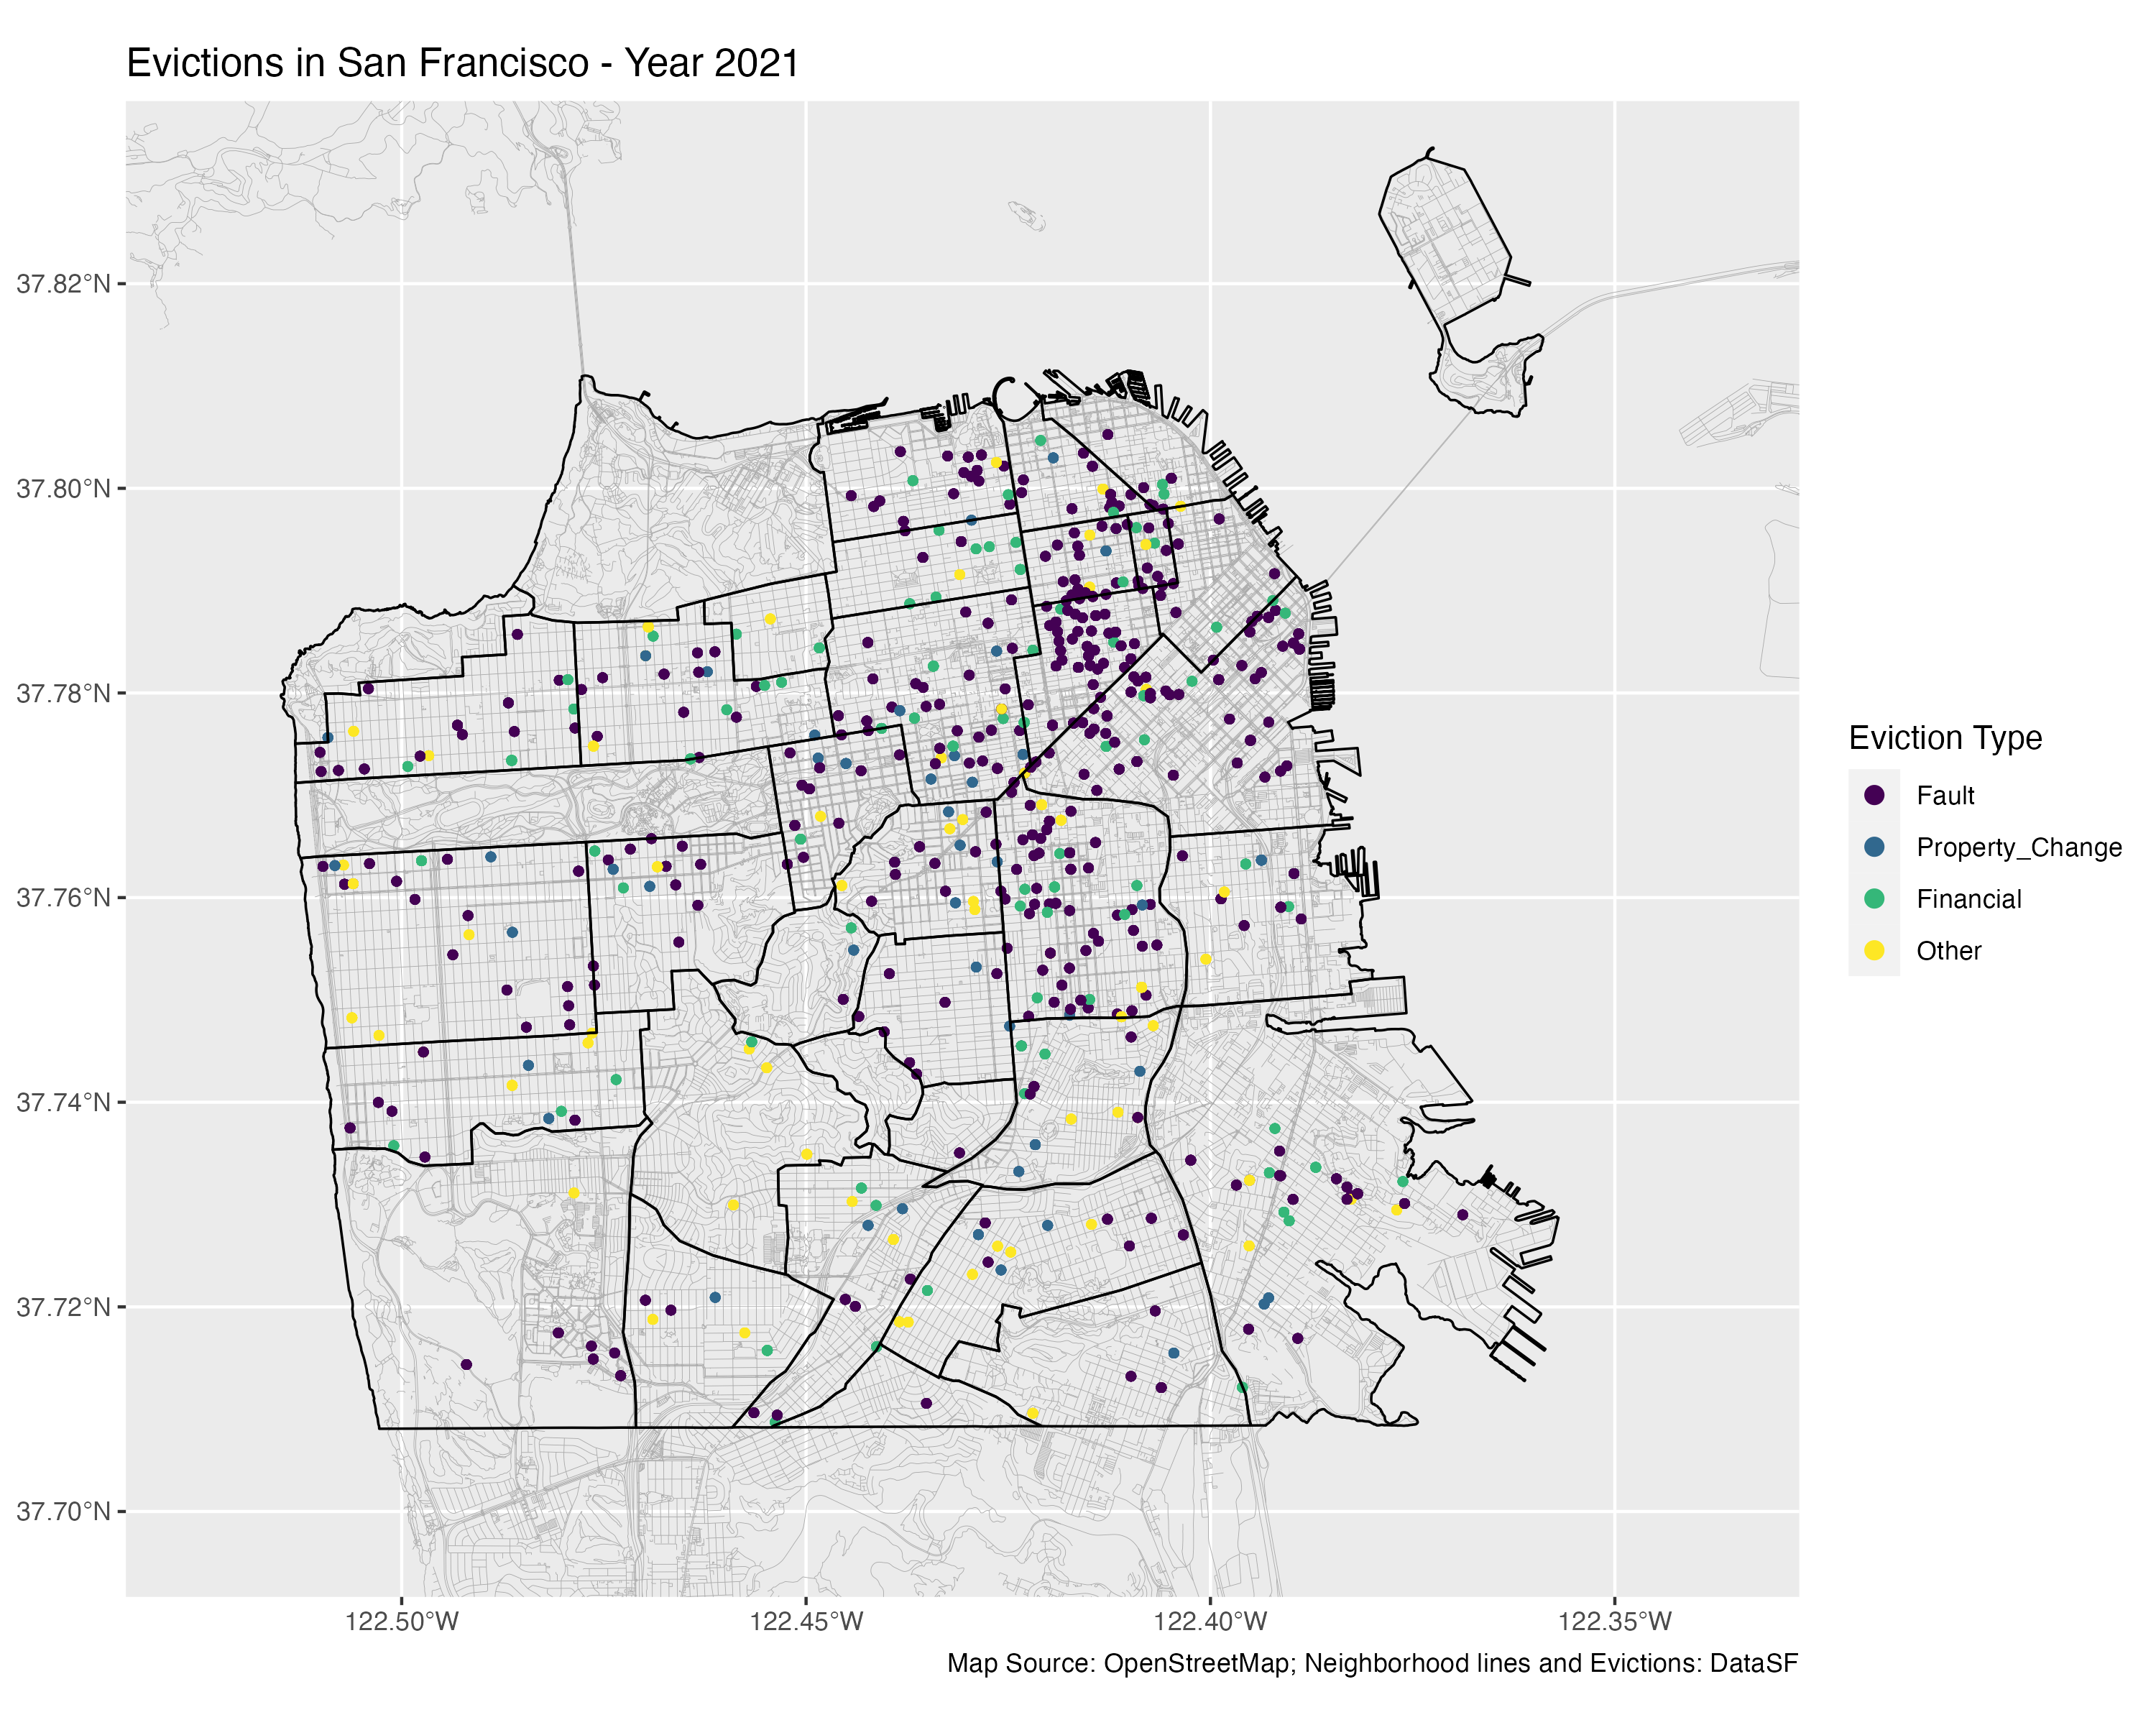 Evictions in San Francisco - Year 2021
37.82°N
37.80°N
37.78°N
37.76°N
37.74°N
37.72°N
37.70°N
122.50°W
122.45°W
122.40°W
122.35°W
Eviction Type
Fault
Property_Change
Financial
Other
Map Source: OpenStreetMap; Neighborhood lines and Evictions: DataSF